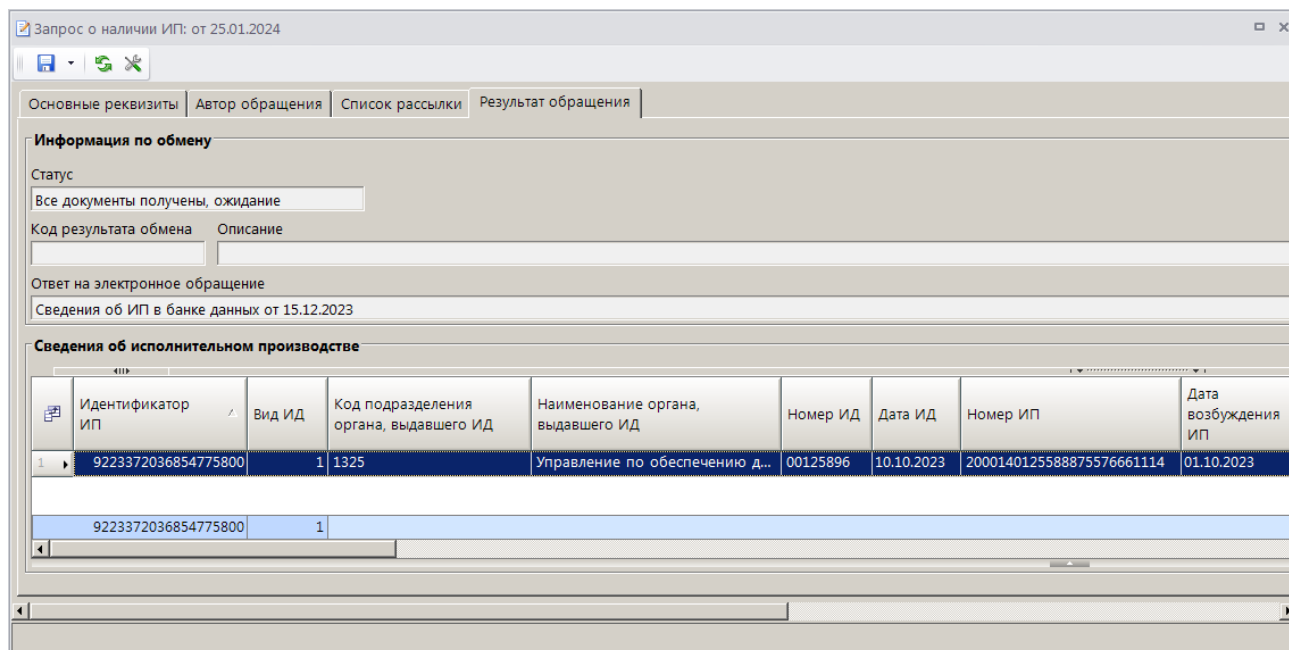 Запрос о наличии ИП: от 25.01.2024
Основные реквизиты Автор обращения Список рассылки Результат обращения
Информация по обмену
Статус
Все документы получены, ожидание
Код результата обмена Описание
Ответ на электронное обращение
Сведения об ИП в банке данных от 15.12.2023
Сведения об исполнительном производстве
Идентификатор ИП Вид ИД Код подразделения органа, выдавшего ИД Наименование органа, выдавшего ИД Номер ИД Дата ИД Номер ИП Дата возбуждения ИП
1 9223372036854775800 1 1325 Управление по обеспечению д... 00125896 10.10.2023 2000140125588875576661114 01.10.2023
9223372036854775800 1